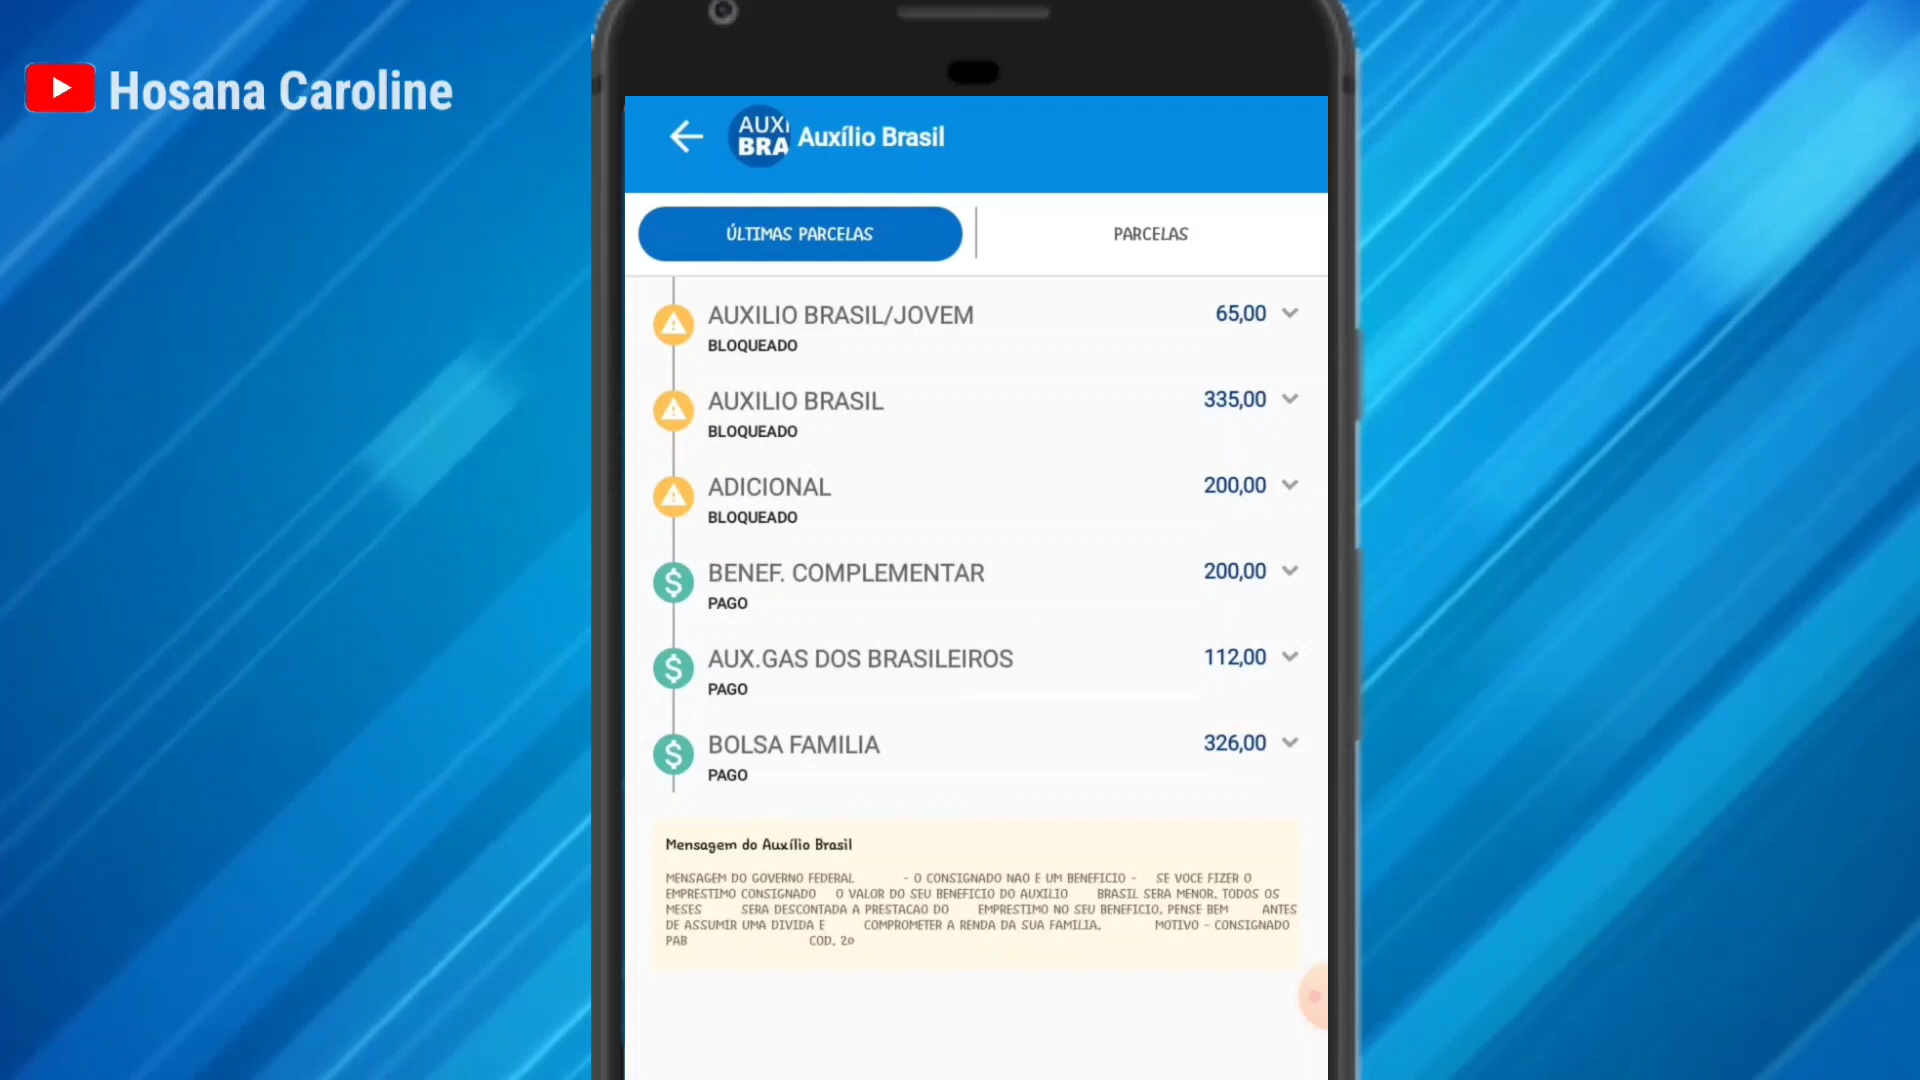 Hosana Caroline
AUXI
BRA
Auxílio Brasil
ÚLTIMAS PARCELAS
PARCELAS
AUXILIO BRASIL/JOVEM
65,00
BLOQUEADO
AUXILIO BRASIL
335,00
BLOQUEADO
ADICIONAL
200,00
BLOQUEADO
BENEF. COMPLEMENTAR
200,00
PAGO
AUX.GAS DOS BRASILEIROS
112,00
PAGO
BOLSA FAMILIA
326,00
PAGO
Mensagem do Auxílio Brasil
MENSAGEM DO GOVERNO FEDERAL - O CONSIGNADO NAO E UM BENEFICIO - SE VOCE FIZER O
EMPRESTIMO CONSIGNADO O VALOR DO SEU BENEFICIO DO AUXILIO BRASIL SERA MENOR. TODOS OS
MESES SERA DESCONTADA A PRESTACAO DO EMPRESTIMO NO SEU BENEFICIO. PENSE BEM ANTES
DE ASSUMIR UMA DIVIDA E COMPROMETER A RENDA DA SUA FAMILIA. MOTIVO - CONSIGNADO
PAB COD. 20